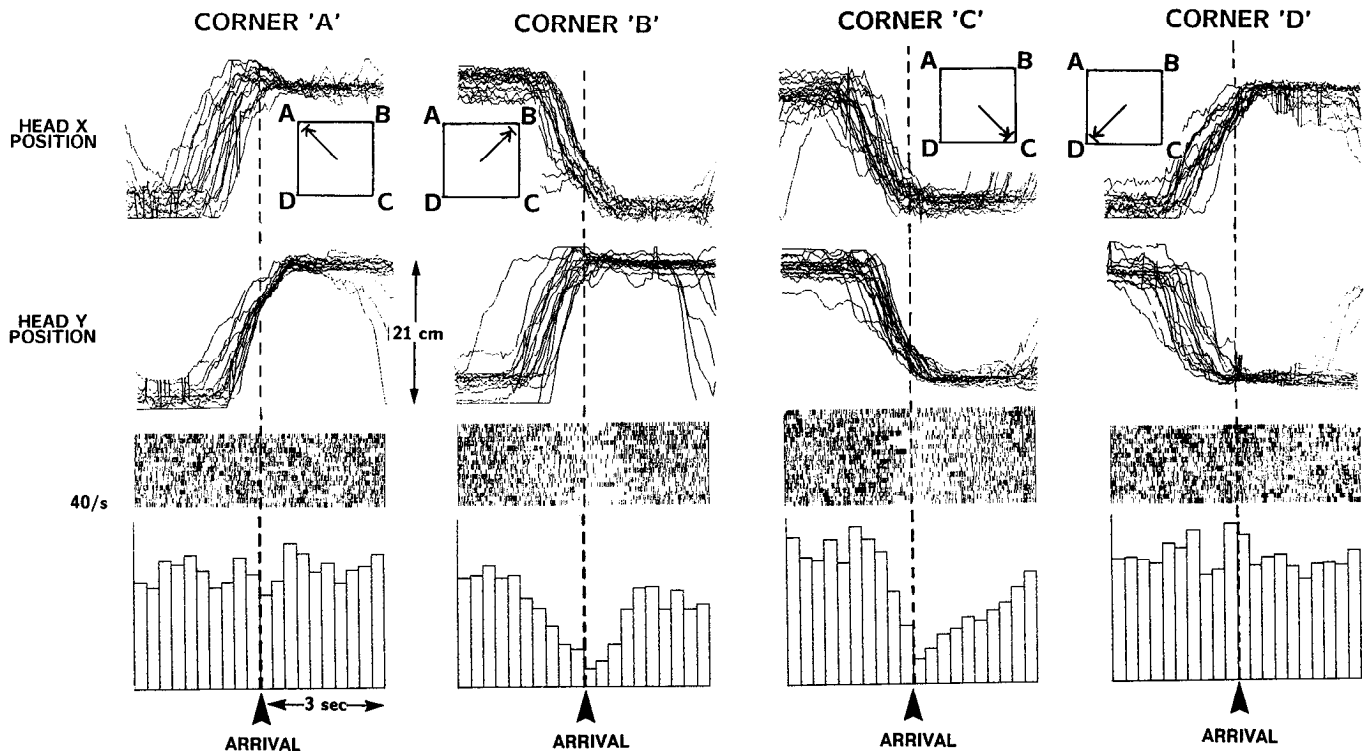 CORNER 'A'
CORNER 'B'
CORNER 'C'
CORNER 'D'
HEAD X
POSITION
A B
D C
A B
D C
A B
D C
A B
D C
HEAD Y
POSITION
21 cm
40/s
3 sec
ARRIVAL
ARRIVAL
ARRIVAL
ARRIVAL